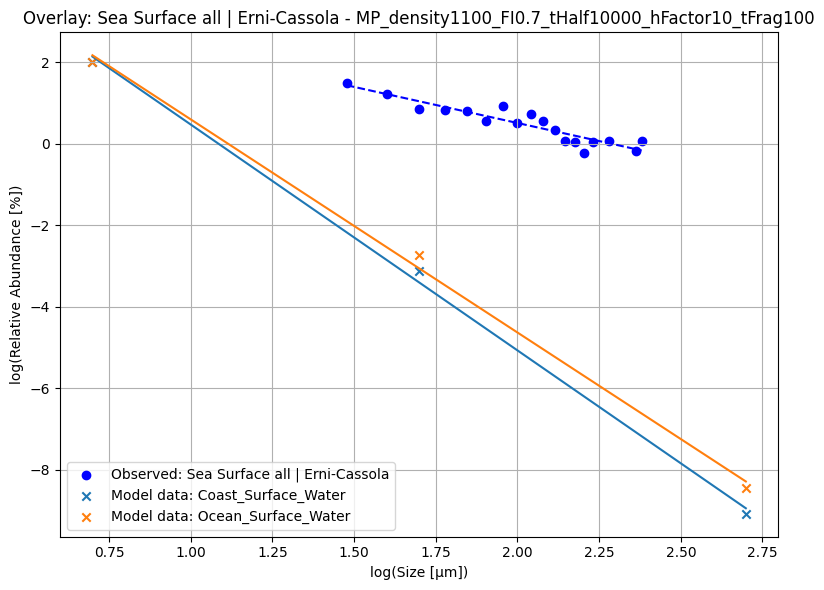 Overlay: Sea Surface all | Erni-Cassola - MP_density1100_FI0.7_tHalf10000_hFactor10_tFrag100
log(Relative Abundance [%])
2
0
−2
−4
−6
−8
Observed: Sea Surface all | Erni-Cassola
Model data: Coast_Surface_Water
Model data: Ocean_Surface_Water
0.75 1.00 1.25 1.50 1.75 2.00 2.25 2.50 2.75
log(Size [µm])